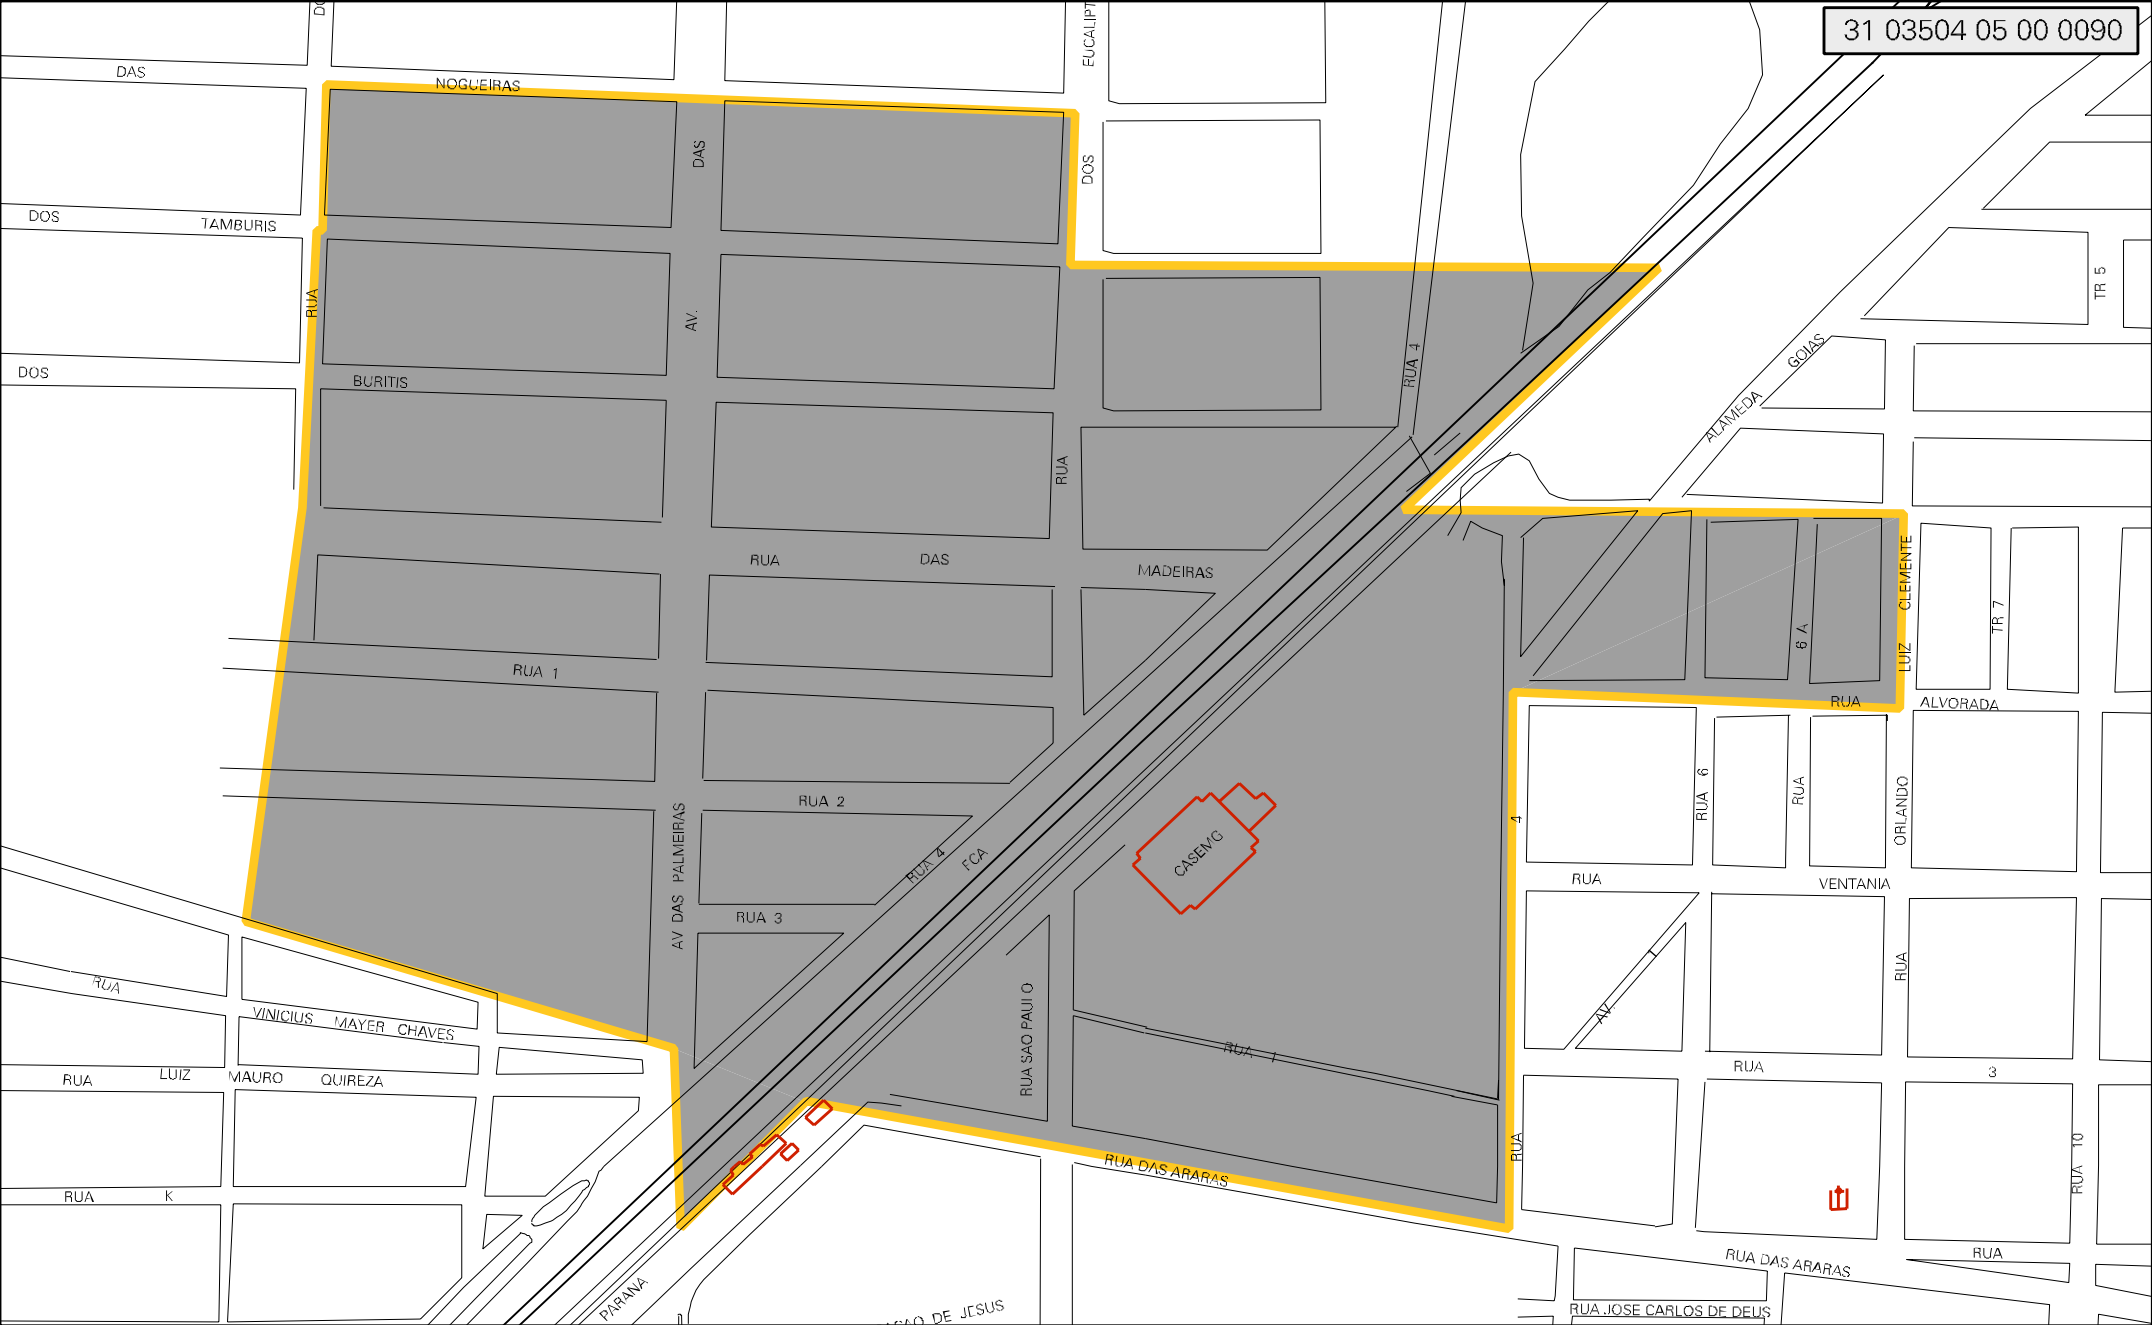 31 03504 05 00 0090
DAS
NOGUEIRAS
DAS
DOS
DOS
TAMBURIS
RUA
AV.
TR 5
DOS
BURITIS
RUA 4
GOIAS
ALAMEDA
RUA
RUA
DAS
MADEIRAS
CLEMENTE
LUIZ
TR 7
6 A
RUA 1
RUA
ALVORADA
RUA 2
RUA 6
RUA
ORLANDO
4
AV DAS PALMEIRAS
RUA 4
FCA
CASEMG
RUA
VENTANIA
RUA 3
RUA
RUA
VINICIUS MAYER CHAVES
RUA SAO PAULO
RUA I
AV
1
RUA
3
RUA
LUIZ
MAURO
QUIREZA
RUA
RUA 10
RUA DAS ARARAS
RUA
K
RUA DAS ARARAS
RUA
PARANA
DE JESUS
RUA JOSE CARLOS DE DEUS